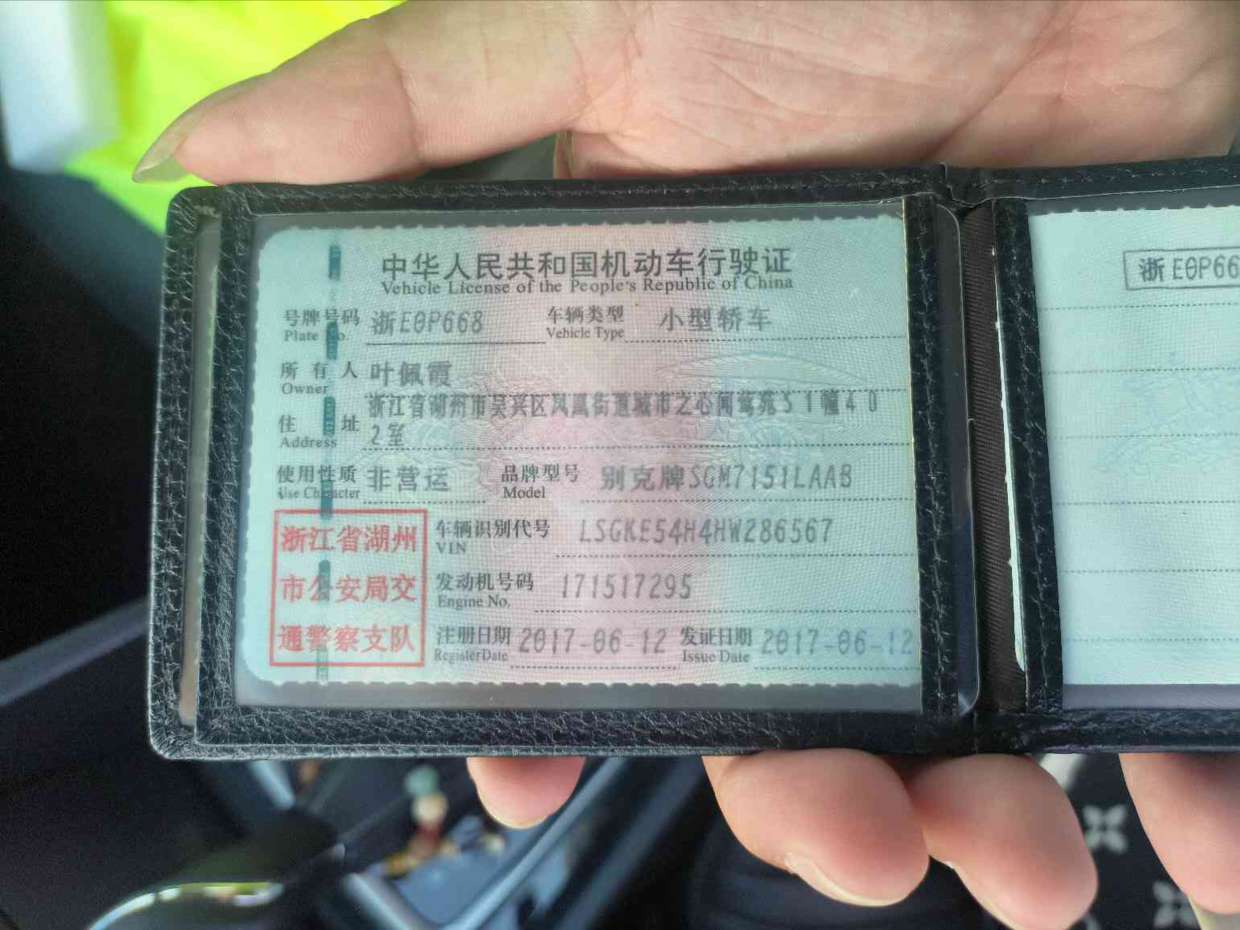 中华人民共和国机动车行驶证
Vehicle License of the People's Republic of China
号牌号码 浙E0P668 车辆类型 小型轿车
Plate No. Vehicle Type
所有人 叶佩霞
Owner
浙江省湖州市吴兴区凤凰街道城市之心闻莺苑51幢40
住址 2室
Address
使用性质 非营运 品牌型号 别克牌SGM7151LAAB
Use Character Model
浙江省湖州
市公安局交
通警察支队
车辆识别代号 LSGKE54H4HW286567
VIN
发动机号码 171517295
Engine No.
注册日期 2017-06-12 发证日期 2017-06-12
Register Date Issue Date
浙E0P66